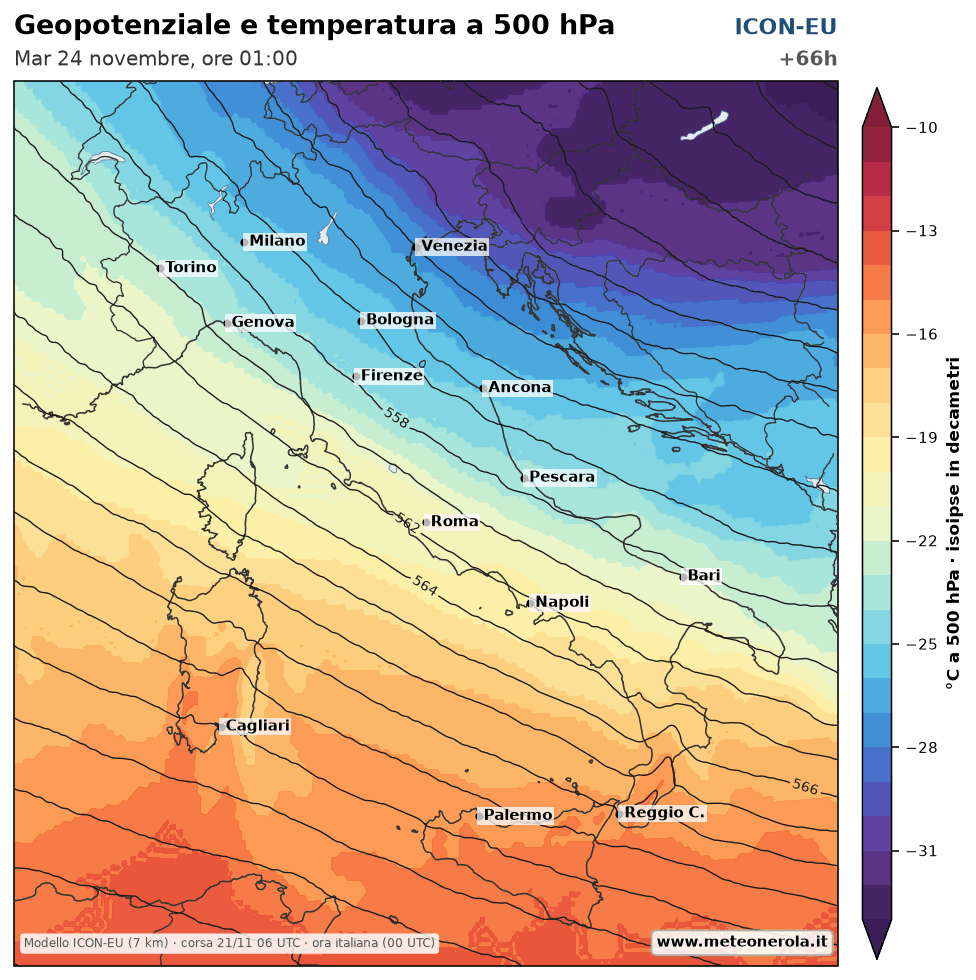 Geopotenziale e temperatura a 500 hPa
ICON-EU
Mar 24 novembre, ore 01:00
+66h
Milano
Venezia
Torino
Genova
Bologna
Firenze
Ancona
558
Pescara
562
Roma
564
Bari
Napoli
Cagliari
566
Palermo
Reggio C.
Modello ICON-EU (7 km) · corsa 21/11 06 UTC · ora italiana (00 UTC)
www.meteonerola.it
−10
−13
−16
−19
−22
−25
−28
−31
°C a 500 hPa · isoipse in decametri